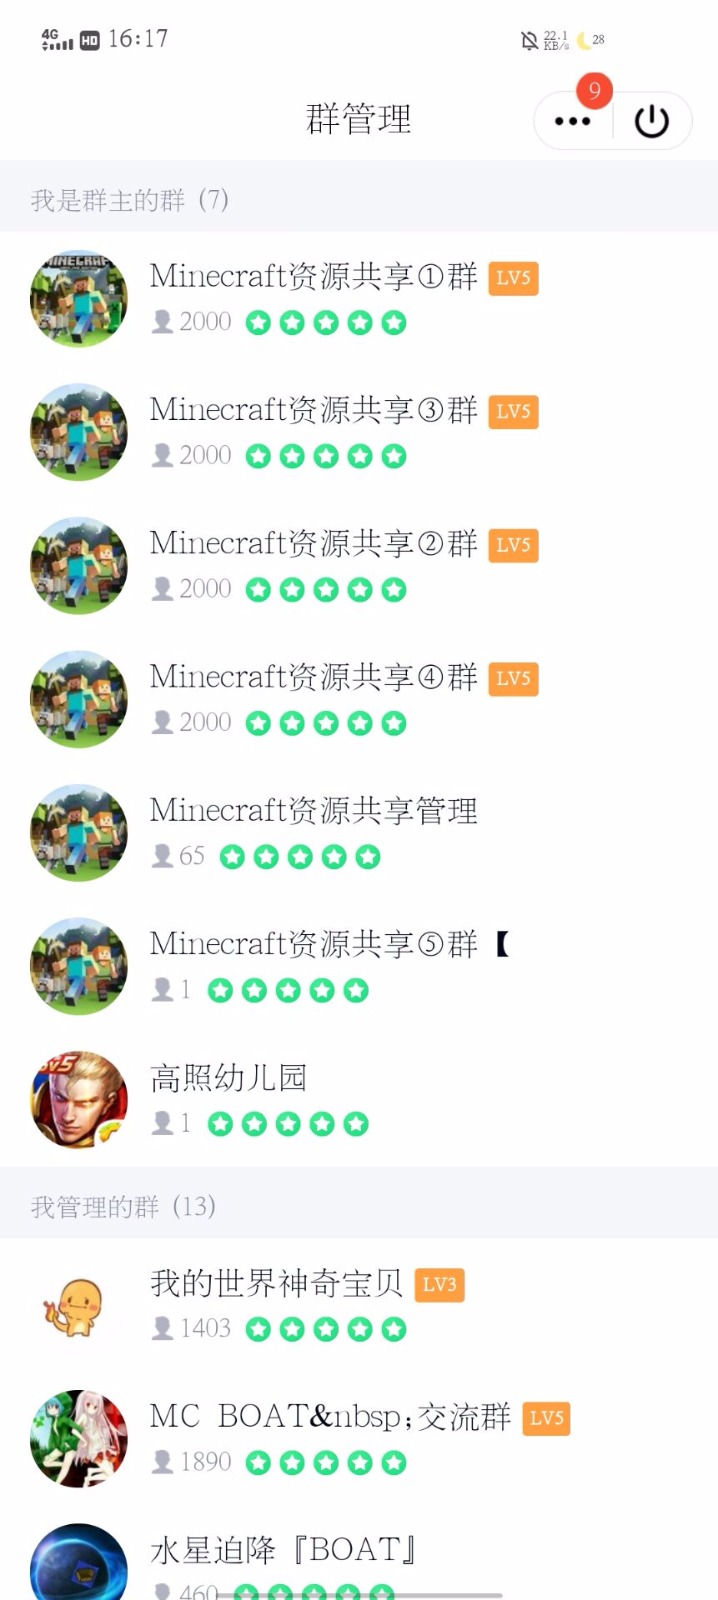 4G HD 16:17 22.1 KB/s 28
群管理
9
我是群主的群 (7)
MINECRAFT
Minecraft资源共享①群 LV5
2000
Minecraft资源共享③群 LV5
2000
Minecraft资源共享②群 LV5
2000
Minecraft资源共享④群 LV5
2000
Minecraft资源共享管理
65
Minecraft资源共享⑤群【
1
5v5
高照幼儿园
1
我管理的群 (13)
我的世界神奇宝贝 LV3
1403
MC BOAT&nbsp;交流群 LV5
1890
水星迫降『BOAT』
460